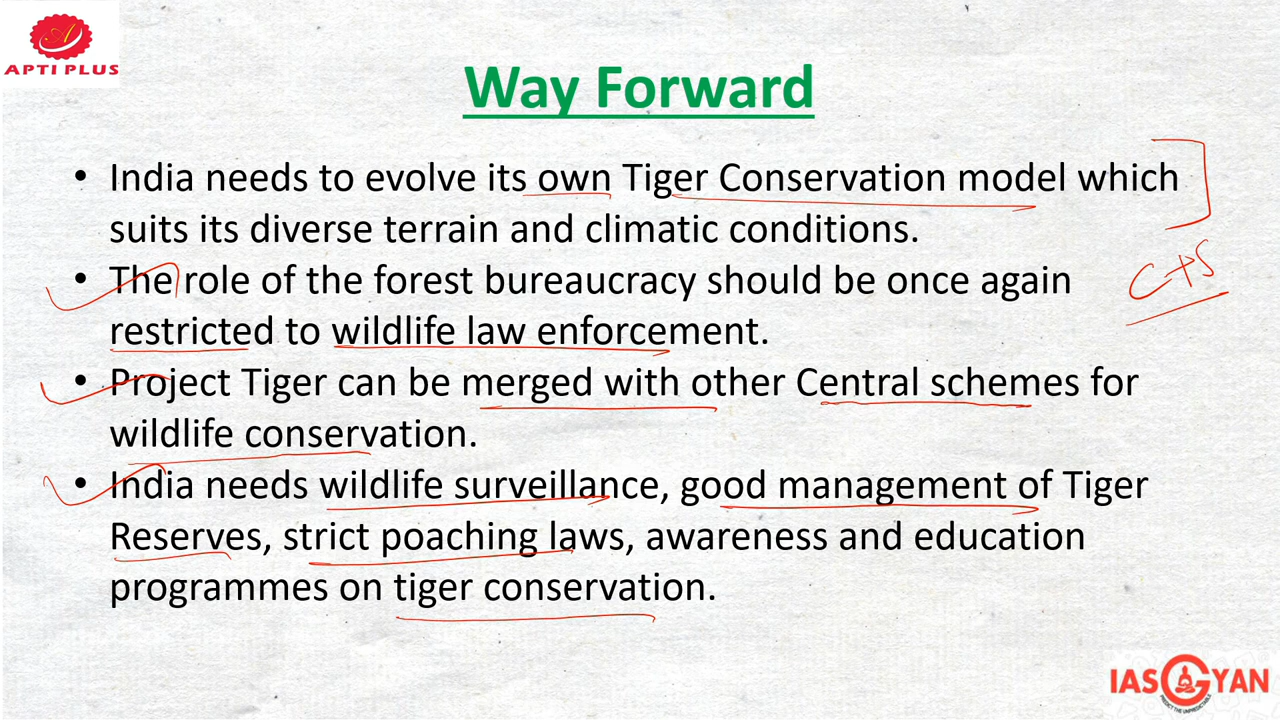 APTI PLUS
Way Forward
• India needs to evolve its own Tiger Conservation model which
suits its diverse terrain and climatic conditions.
• The role of the forest bureaucracy should be once again
restricted to wildlife law enforcement.
• Project Tiger can be merged with other Central schemes for
wildlife conservation.
• India needs wildlife surveillance, good management of Tiger
Reserves, strict poaching laws, awareness and education
programmes on tiger conservation.
IAS GYAN
PREDICT THE UNPREDICTABLE